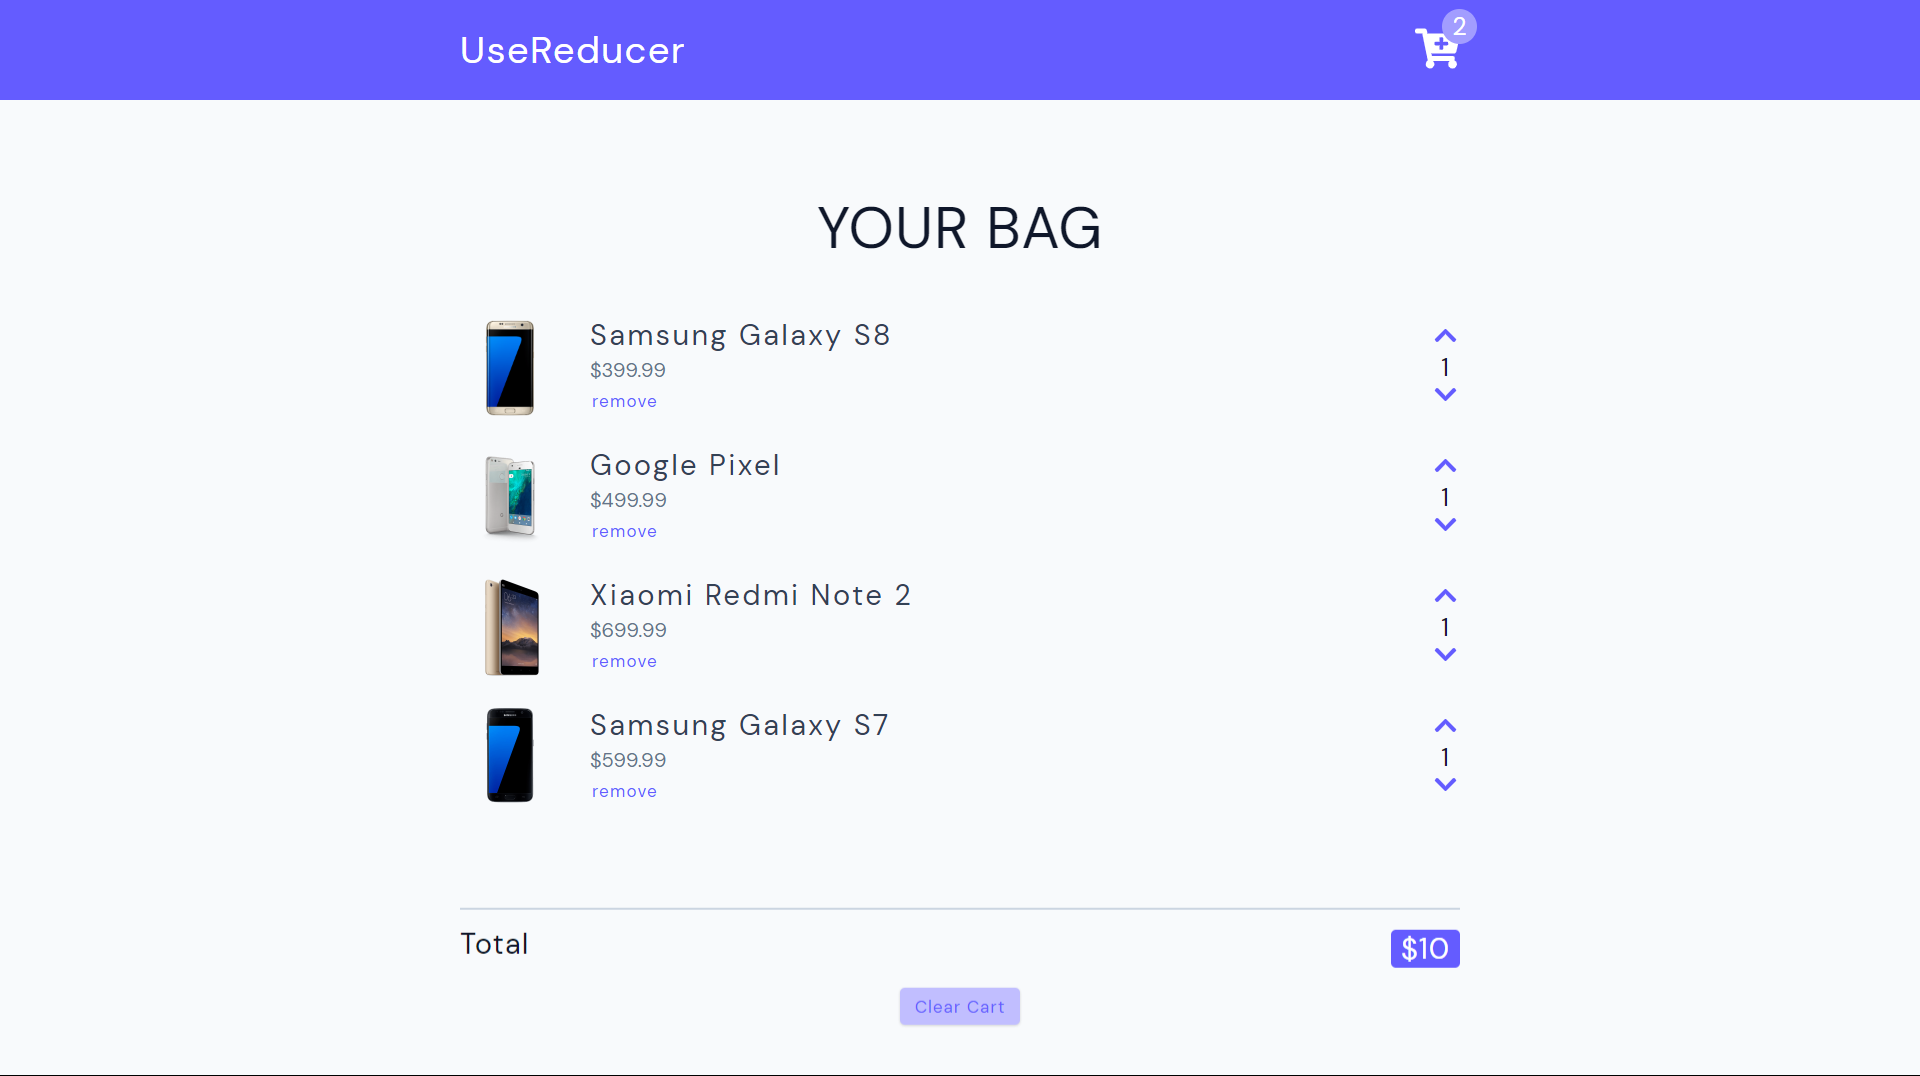 UseReducer
2
YOUR BAG
Samsung Galaxy S8
$399.99
remove
1
Google Pixel
$499.99
remove
1
Xiaomi Redmi Note 2
$699.99
remove
1
Samsung Galaxy S7
$599.99
remove
1
Total
$10
Clear Cart